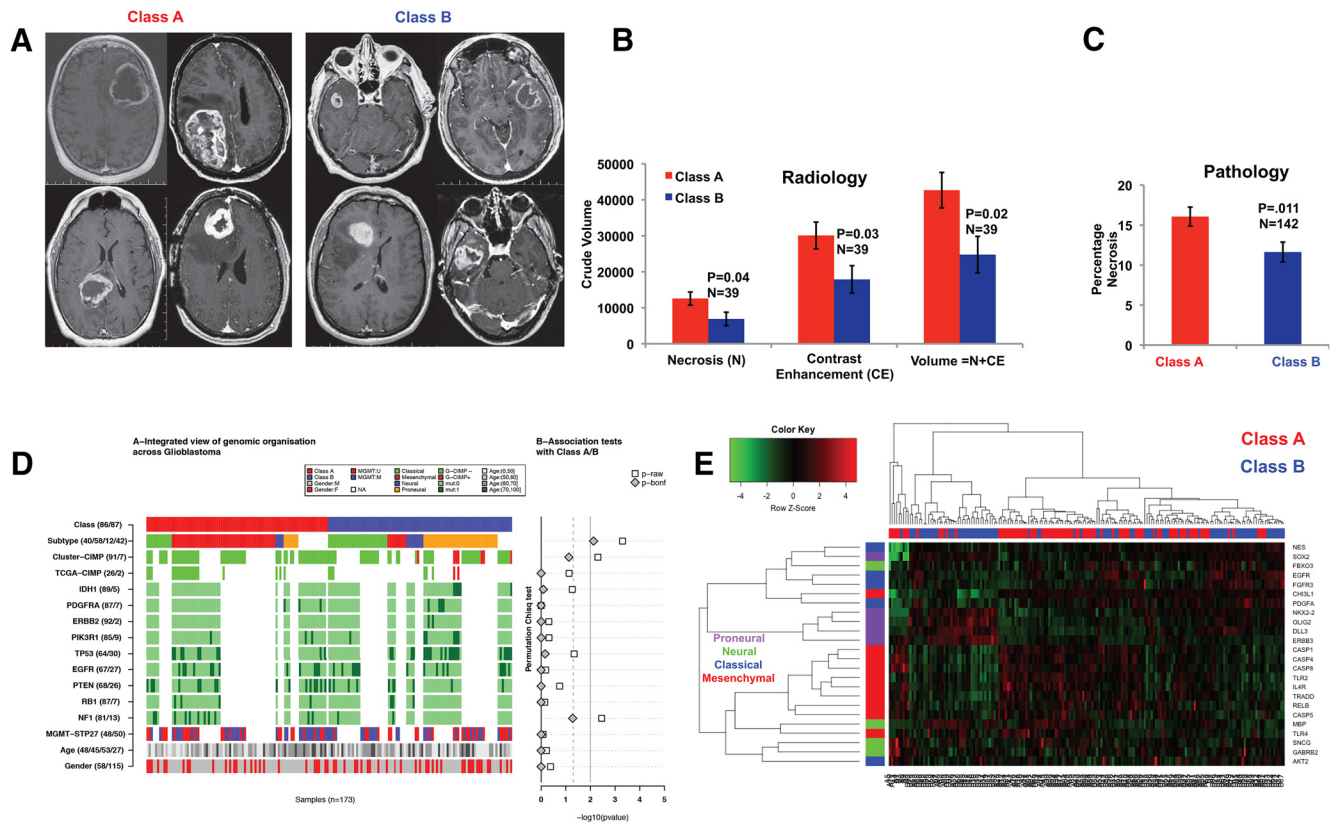 Class A
Class B
A
B
C
50000
40000
30000
20000
10000
0
Crude Volume
Class A
Class B
Radiology
P=0.04
N=39
P=0.03
N=39
P=0.02
N=39
Necrosis (N)
Contrast
Enhancement (CE)
Volume =N+CE
Pathology
20
15
10
5
0
Percentage
Necrosis
P=.011
N=142
Class A
Class B
D
A–Integrated view of genomic organisation
across Glioblastoma
B–Association tests
with Class A/B
Class A
Class B
Gender:M
Gender:F
MGMT:U
MGMT:M
NA
Classical
Mesenchymal
Neural
Proneural
G–CIMP –
G–CIMP+
mut:0
mut:1
Age:(0,50]
(50,60]
(60,70]
(70,100]
p–raw
p–bonf
Class (86/87)
Subtype (40/58/12/42)
Cluster–CIMP (91/7)
TCGA–CIMP (26/2)
IDH1 (89/5)
PDGFRA (87/7)
ERBB2 (92/2)
PIK3R1 (85/9)
TP53 (64/30)
EGFR (67/27)
PTEN (68/26)
RB1 (87/7)
NF1 (81/13)
MGMT–STP27 (48/50)
Age (48/45/53/27)
Gender (58/115)
Samples (n=173)
Permutation Chisq test
0
1
2
3
4
5
–log10(pvalue)
E
Color Key
-4
-2
0
2
4
Row Z-Score
Class A
Class B
Proneural
Neural
Classical
Mesenchymal
NES
SOX2
FBXO3
EGFR
FGFR3
CHI3L1
PDGFA
NKX2-2
OLIG2
DLL3
ERBB3
CASP1
CASP4
CASP8
TLR2
IL4R
TRADD
RELB
CASP5
MBP
TLR4
SNCG
GABRB2
AKT2